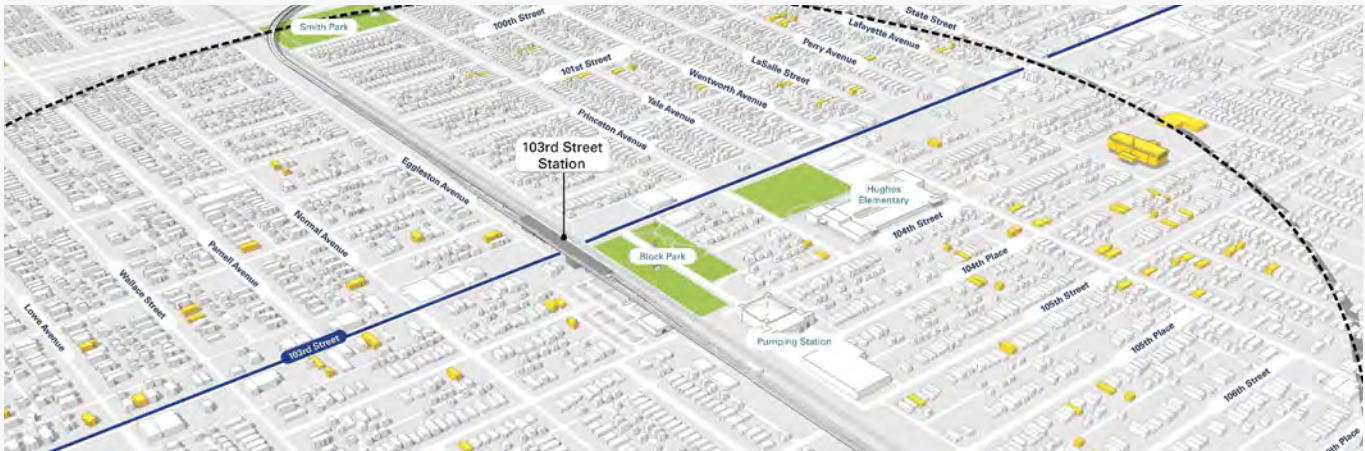 Smith Park
100th Street
State Street
Lafayette Avenue
Perry Avenue
101st Street
LaSalle Street
Wentworth Avenue
Yale Avenue
Princeton Avenue
103rd Street
Station
Eggleston Avenue
Hughes
Elementary
104th Street
Normal Avenue
Block Park
104th Place
Parnell Avenue
Wallace Street
105th Street
Lowe Avenue
103rd Street
Pumping Station
105th Place
106th Street
Place